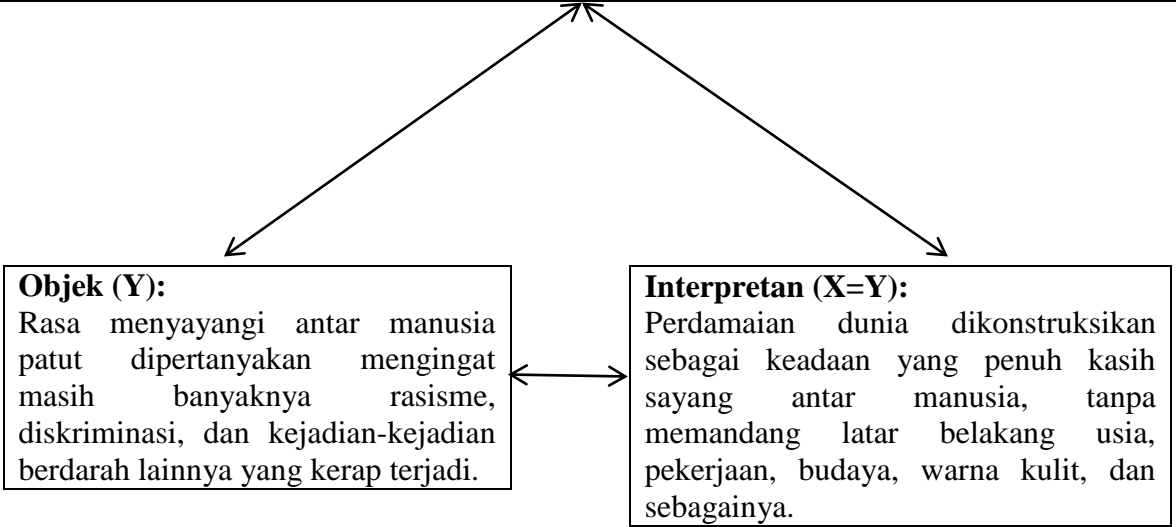 Objek (Y):
Rasa menyayangi antar manusia
patut dipertanyakan mengingat
masih banyaknya rasisme,
diskriminasi, dan kejadian-kejadian
berdarah lainnya yang kerap terjadi.
Interpretan (X=Y):
Perdamaian dunia dikonstruksikan
sebagai keadaan yang penuh kasih
sayang antar manusia, tanpa
memandang latar belakang usia,
pekerjaan, budaya, warna kulit, dan
sebagainya.